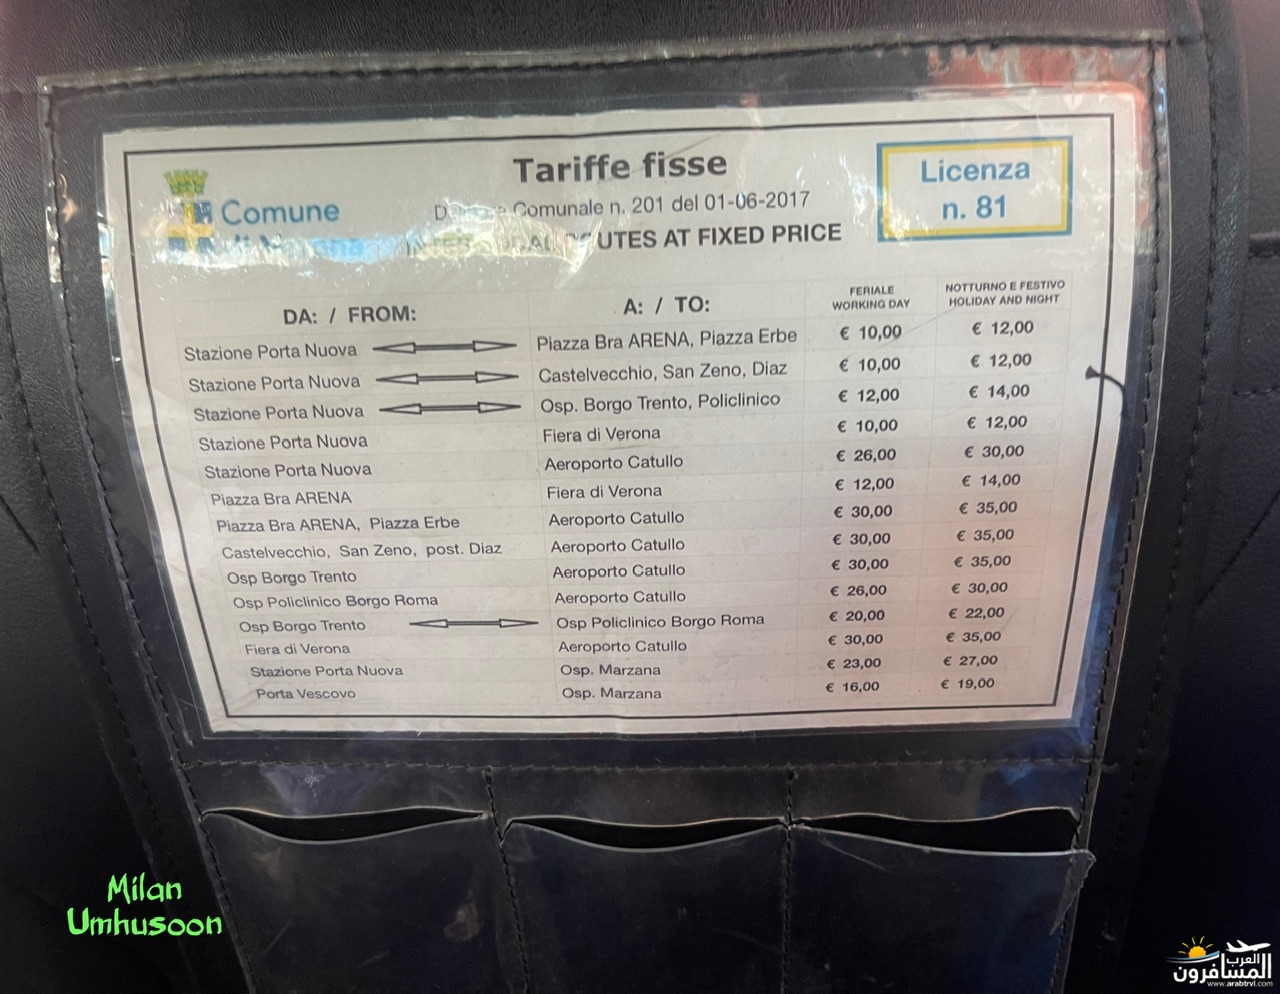 Tariffe fisse
Comunale n. 201 del 01-06-2017
AT FIXED PRICE
Comune
Licenza
n. 81
DA: / FROM: A: / TO: FERIALE WORKING DAY NOTTURNO E FESTIVO HOLIDAY AND NIGHT
Stazione Porta Nuova Piazza Bra ARENA, Piazza Erbe € 10,00 € 12,00
Stazione Porta Nuova Castelvecchio, San Zeno, Diaz € 10,00 € 12,00
Stazione Porta Nuova Osp. Borgo Trento, Policlinico € 12,00 € 14,00
Stazione Porta Nuova Fiera di Verona € 10,00 € 12,00
Stazione Porta Nuova Aeroporto Catullo € 26,00 € 30,00
Piazza Bra ARENA Fiera di Verona € 12,00 € 14,00
Piazza Bra ARENA, Piazza Erbe Aeroporto Catullo € 30,00 € 35,00
Castelvecchio, San Zeno, post. Diaz Aeroporto Catullo € 30,00 € 35,00
Osp Borgo Trento Aeroporto Catullo € 30,00 € 35,00
Osp Policlinico Borgo Roma Aeroporto Catullo € 26,00 € 30,00
Osp Borgo Trento Osp Policlinico Borgo Roma € 20,00 € 22,00
Fiera di Verona Aeroporto Catullo € 30,00 € 35,00
Stazione Porta Nuova Osp. Marzana € 23,00 € 27,00
Porta Vescovo Osp. Marzana € 16,00 € 19,00
Milan
Umhusoon
العرب
المسافرون
www.arabtrvl.com